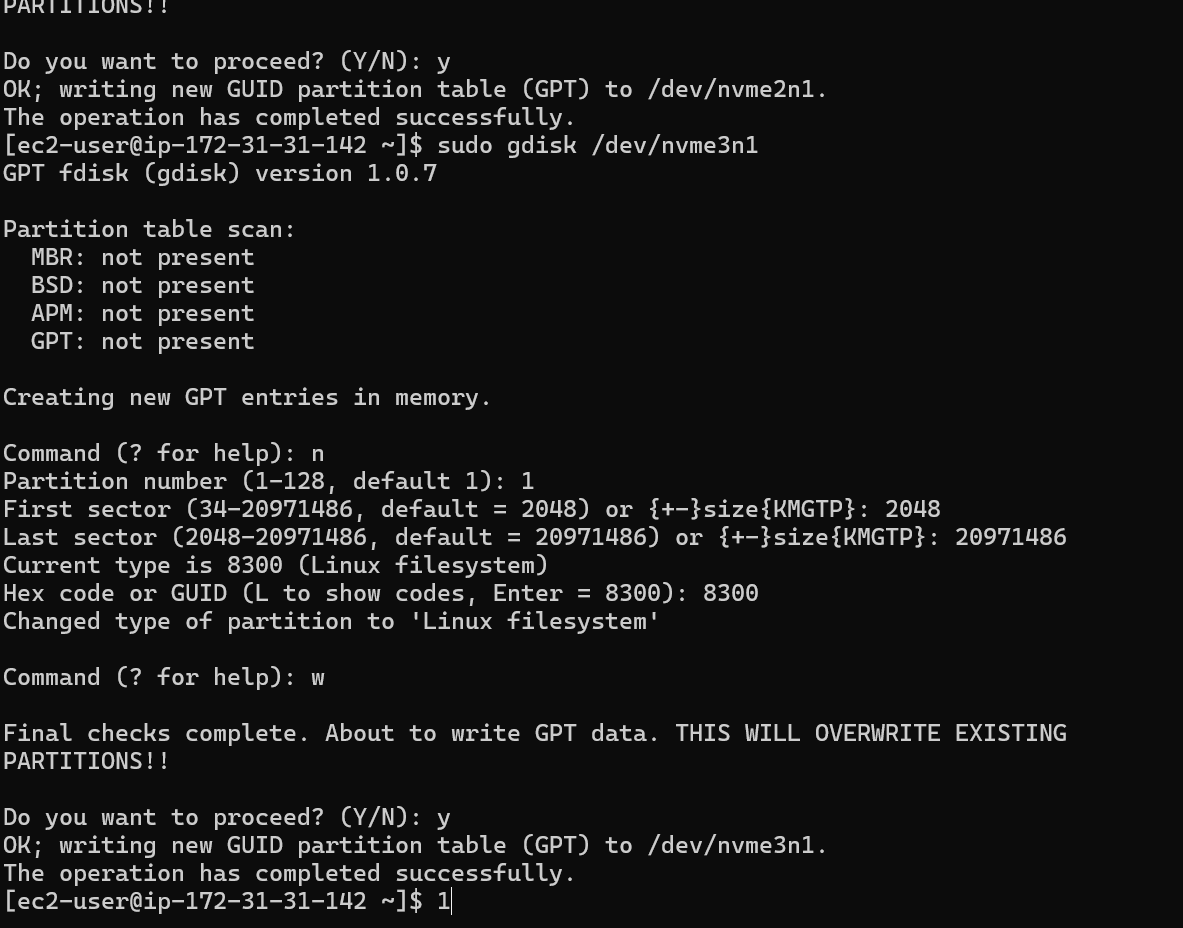 PARTITIONS!!
Do you want to proceed? (Y/N): y
OK; writing new GUID partition table (GPT) to /dev/nvme2n1.
The operation has completed successfully.
[ec2-user@ip-172-31-31-142 ~]$ sudo gdisk /dev/nvme3n1
GPT fdisk (gdisk) version 1.0.7
Partition table scan:
  MBR: not present
  BSD: not present
  APM: not present
  GPT: not present
Creating new GPT entries in memory.
Command (? for help): n
Partition number (1-128, default 1): 1
First sector (34-20971486, default = 2048) or {+-}size{KMGTP}: 2048
Last sector (2048-20971486, default = 20971486) or {+-}size{KMGTP}: 20971486
Current type is 8300 (Linux filesystem)
Hex code or GUID (L to show codes, Enter = 8300): 8300
Changed type of partition to 'Linux filesystem'
Command (? for help): w
Final checks complete. About to write GPT data. THIS WILL OVERWRITE EXISTING
PARTITIONS!!
Do you want to proceed? (Y/N): y
OK; writing new GUID partition table (GPT) to /dev/nvme3n1.
The operation has completed successfully.
[ec2-user@ip-172-31-31-142 ~]$ 1